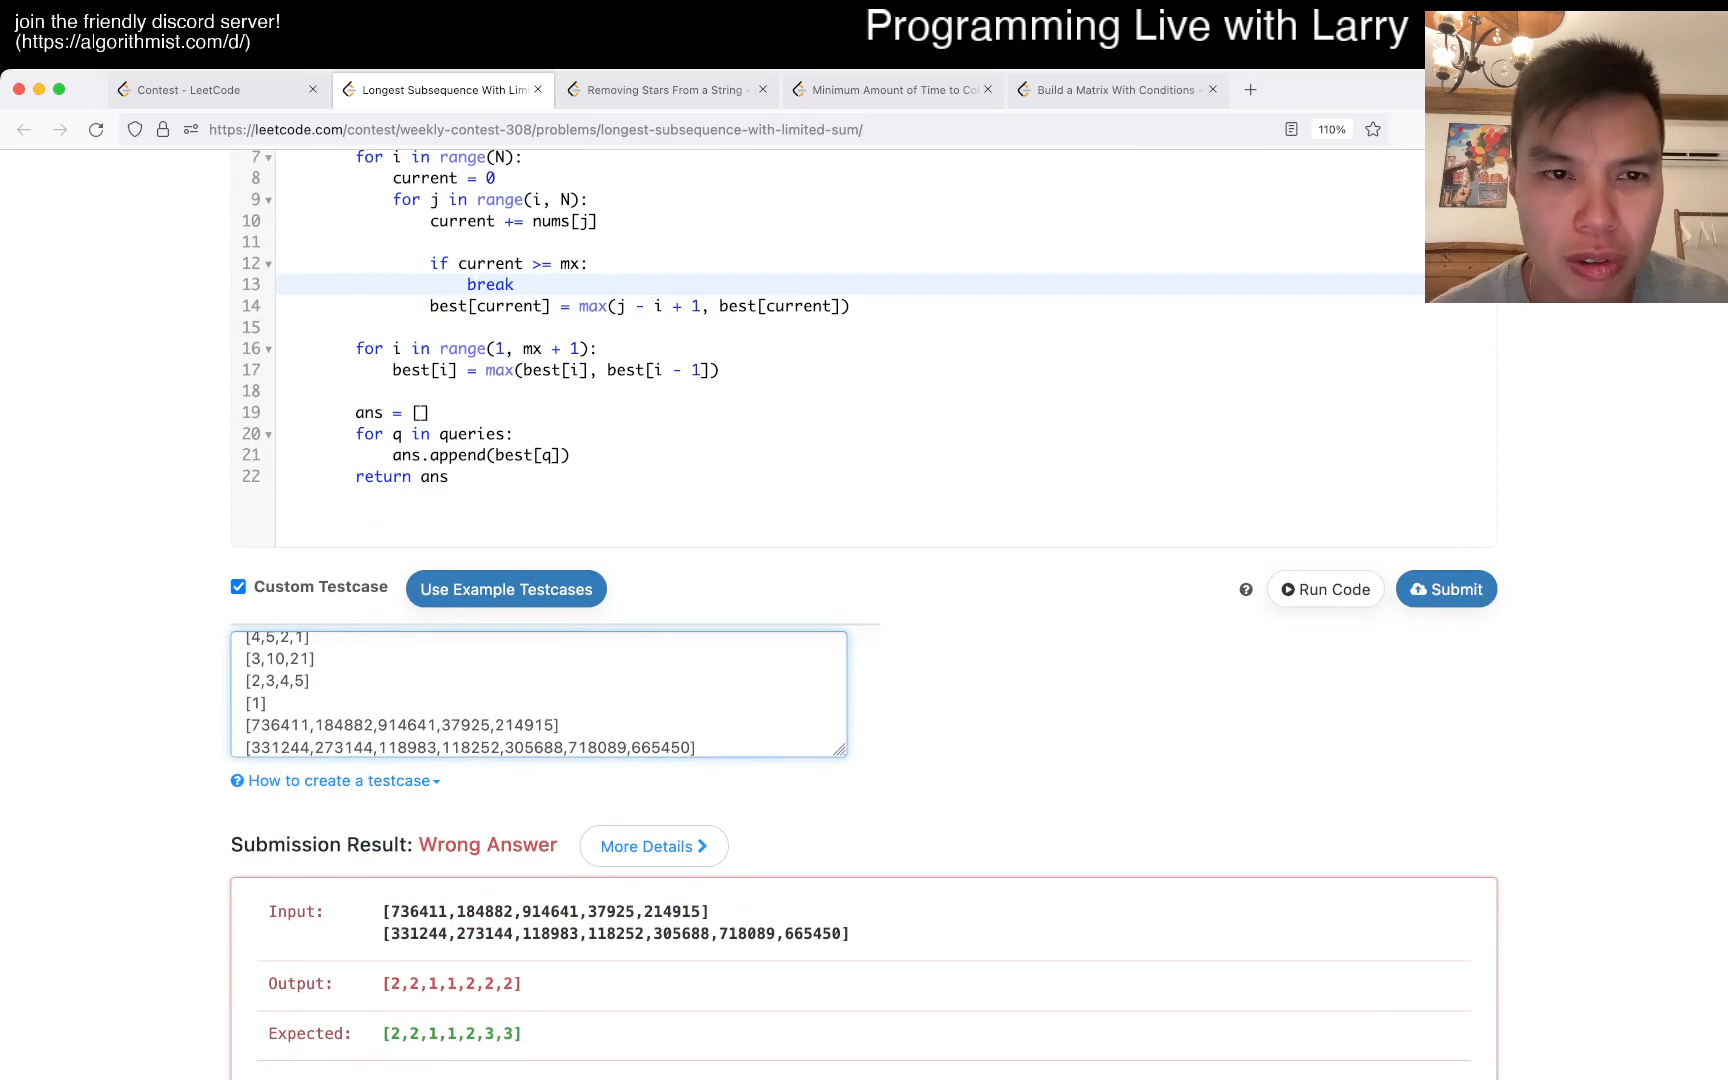 join the friendly discord server!
(https://algorithmist.com/d/)
Programming Live with Larry
Contest - LeetCode
Longest Subsequence With Limi
Removing Stars From a String -
Minimum Amount of Time to Col
Build a Matrix With Conditions -
https://leetcode.com/contest/weekly-contest-308/problems/longest-subsequence-with-limited-sum/
110%
7 for i in range(N):
8 current = 0
9 for j in range(i, N):
10 current += nums[j]
11
12 if current >= mx:
13 break
14 best[current] = max(j - i + 1, best[current])
15
16 for i in range(1, mx + 1):
17 best[i] = max(best[i], best[i - 1])
18
19 ans = []
20 for q in queries:
21 ans.append(best[q])
22 return ans
Custom Testcase
Use Example Testcases
Run Code
Submit
[4,5,2,1]
[3,10,21]
[2,3,4,5]
[1]
[736411,184882,914641,37925,214915]
[331244,273144,118983,118252,305688,718089,665450]
How to create a testcase
Submission Result: Wrong Answer
More Details
Input: [736411,184882,914641,37925,214915]
[331244,273144,118983,118252,305688,718089,665450]
Output: [2,2,1,1,2,2,2]
Expected: [2,2,1,1,2,3,3]